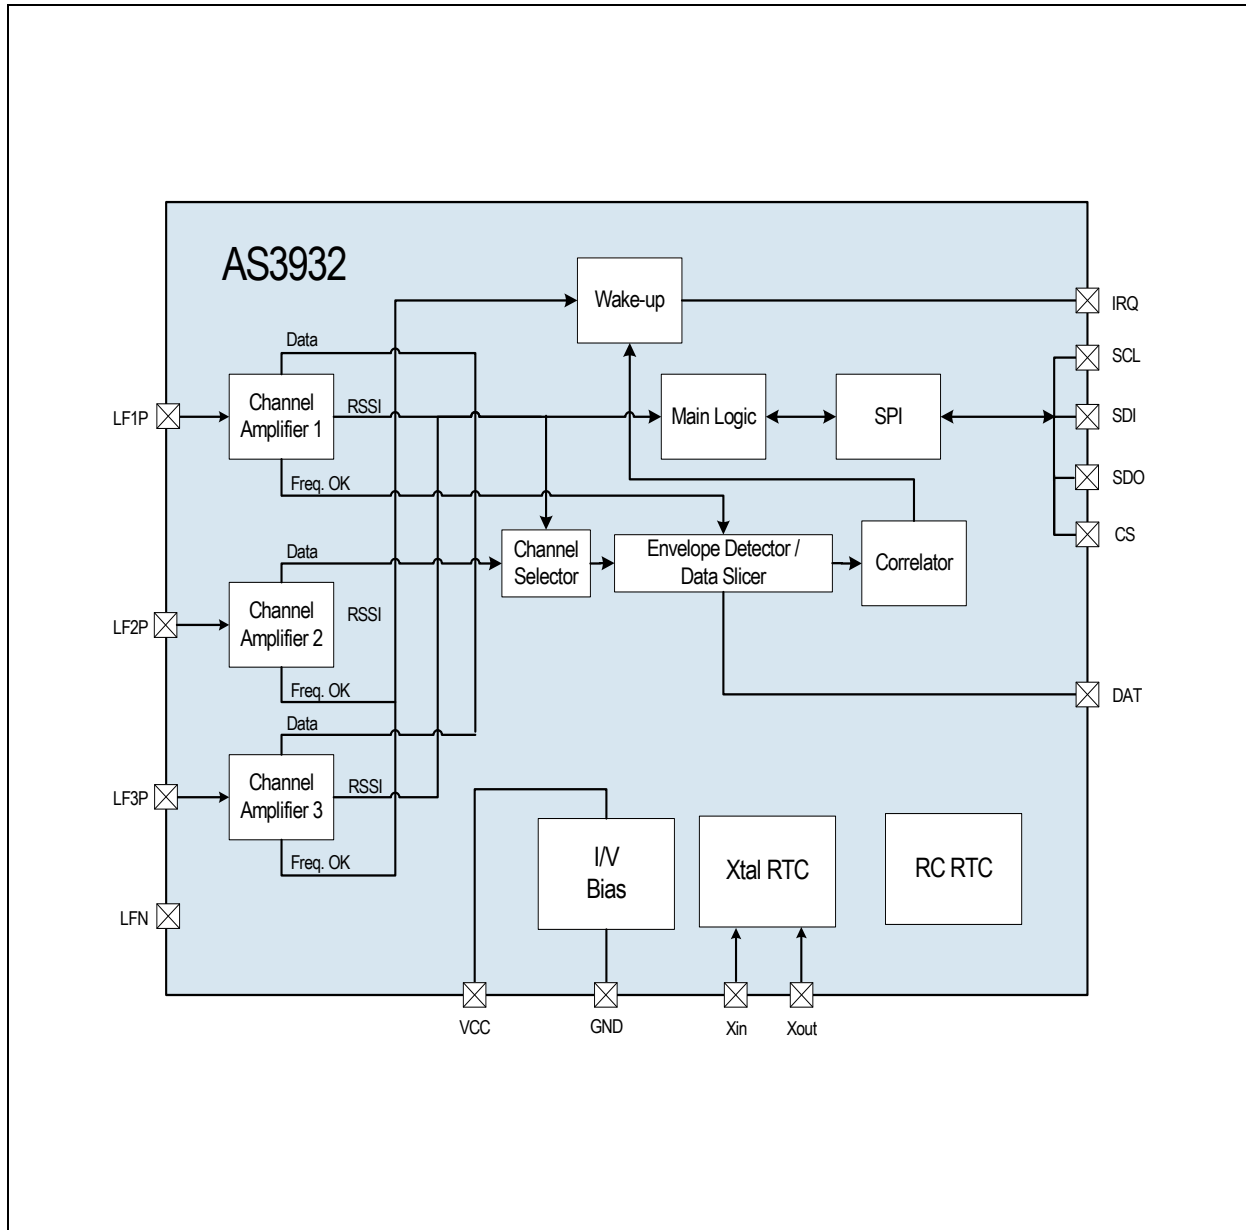 AS3932
Wake-up
IRQ
Data
SCL
LF1P
Channel
Amplifier 1
RSSI
Main Logic
SPI
SDI
Freq. OK
SDO
Data
Channel
Selector
Envelope Detector /
Data Slicer
Correlator
CS
LF2P
Channel
Amplifier 2
RSSI
Freq. OK
DAT
Data
LF3P
Channel
Amplifier 3
RSSI
Freq. OK
I/V
Bias
Xtal RTC
RC RTC
LFN
VCC
GND
Xin
Xout